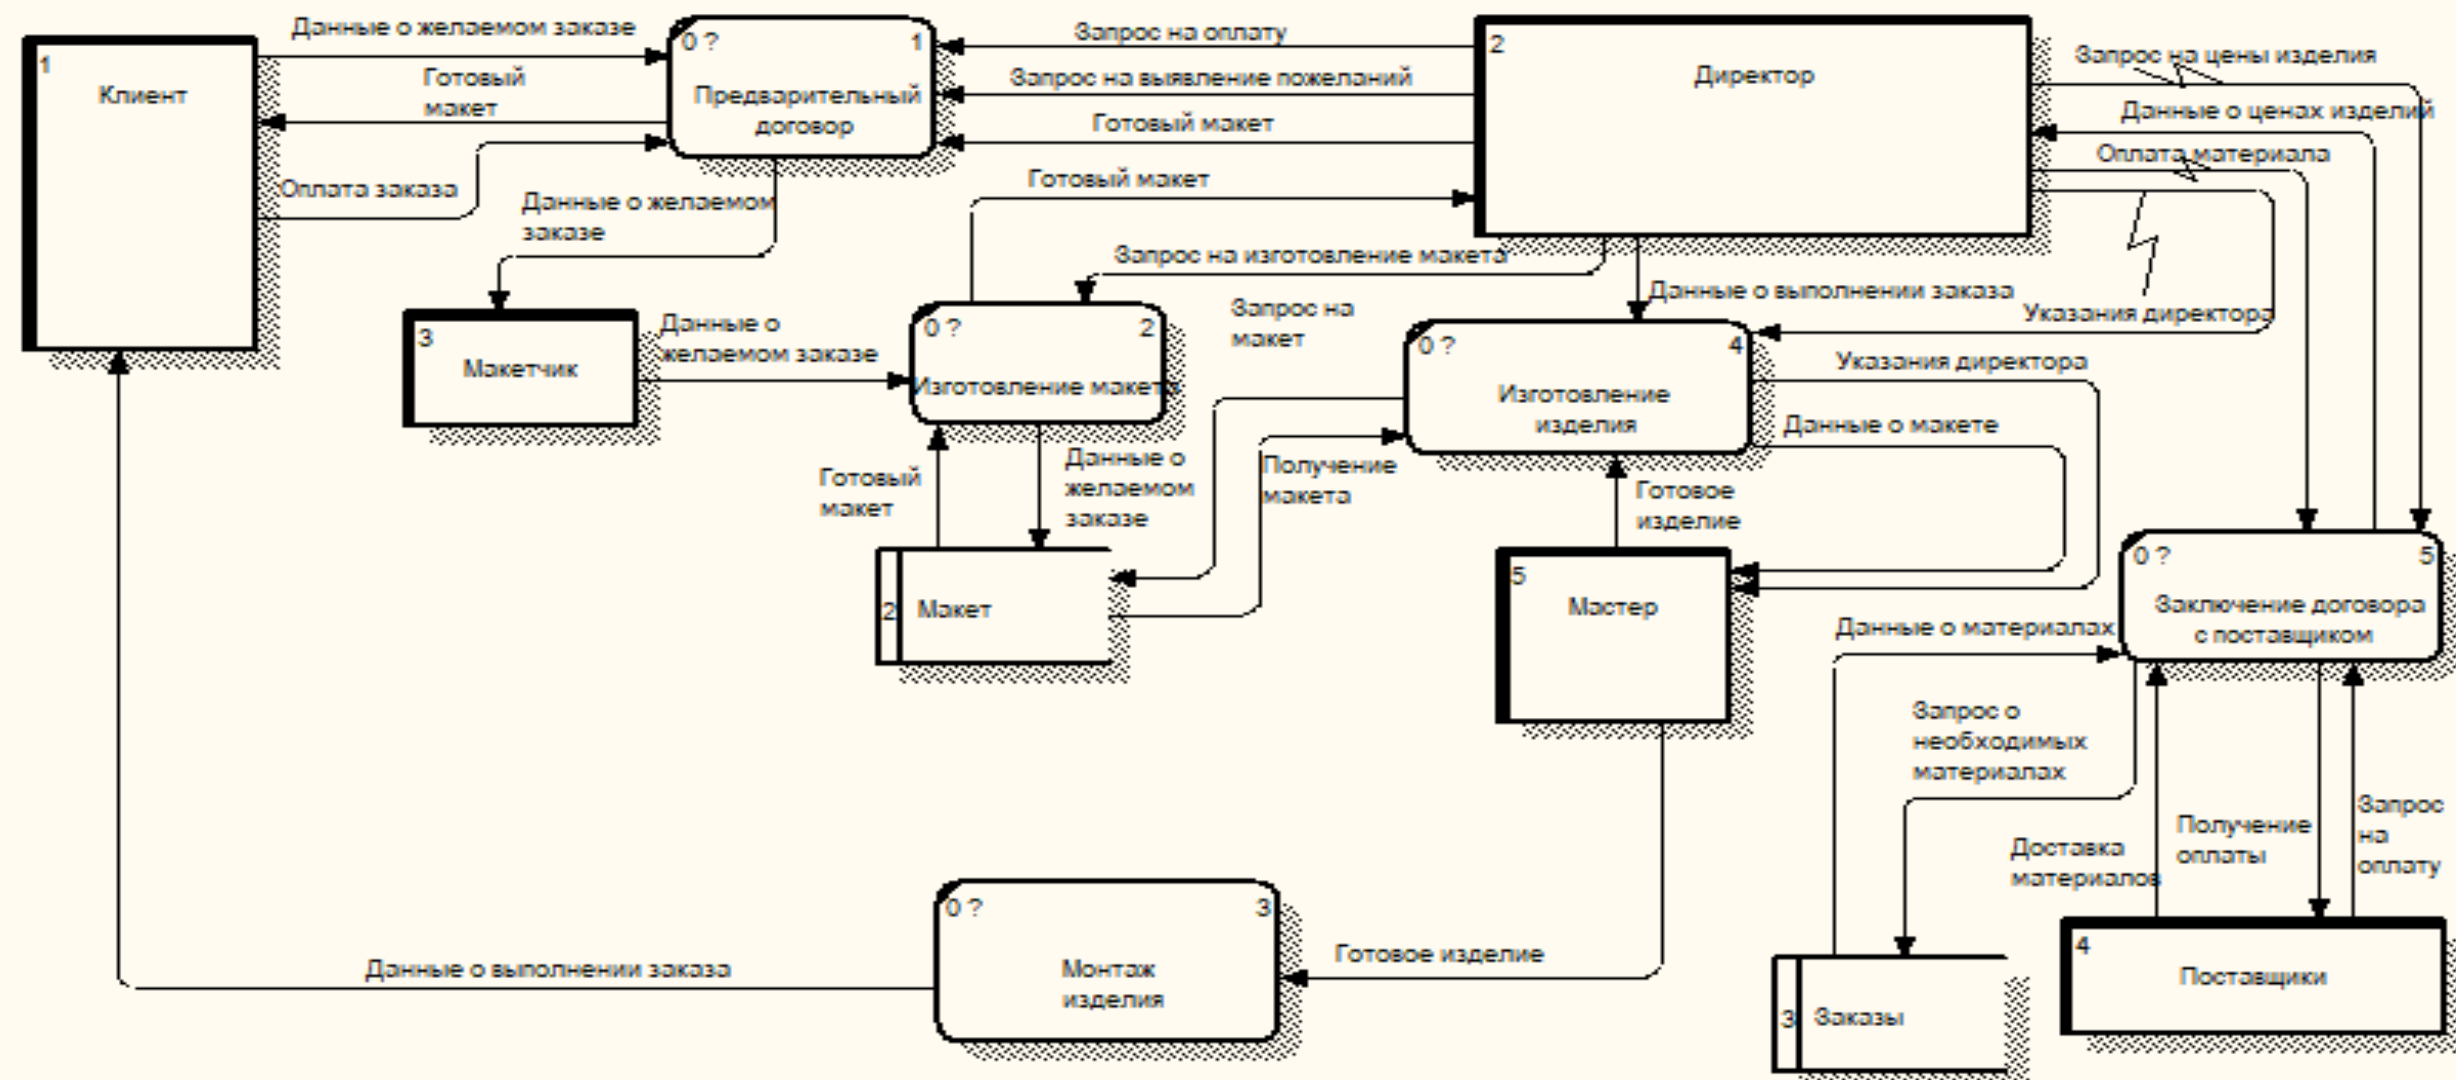 Данные о желаемом заказе
Готовый
макет
Оплата заказа
1
Клиент
0 ?
1
Предварительный
договор
Запрос на оплату
Запрос на выявление пожеланий
Готовый макет
Готовый макет
2
Директор
Запрос на цены изделия
Данные о ценах изделий
Оплата материала
Данные о желаемом
заказе
Запрос на изготовление макета
Данные о выполнении заказа
Указания директора
3
Макетчик
Данные о
желаемом заказе
0 ?
2
Изготовление макета
Запрос на
макет
0 ?
4
Изготовление
изделия
Указания директора
Данные о макете
Готовый
макет
Данные о
желаемом
заказе
Получение
макета
Готовое
изделие
2
Макет
5
Мастер
0 ?
5
Заключение договора
с поставщиком
Данные о материалах
Запрос о
необходимых
материалах
Доставка
материалов
Получение
оплаты
Запрос
на
оплату
0 ?
3
Монтаж
изделия
Данные о выполнении заказа
Готовое изделие
3
Заказы
4
Поставщики